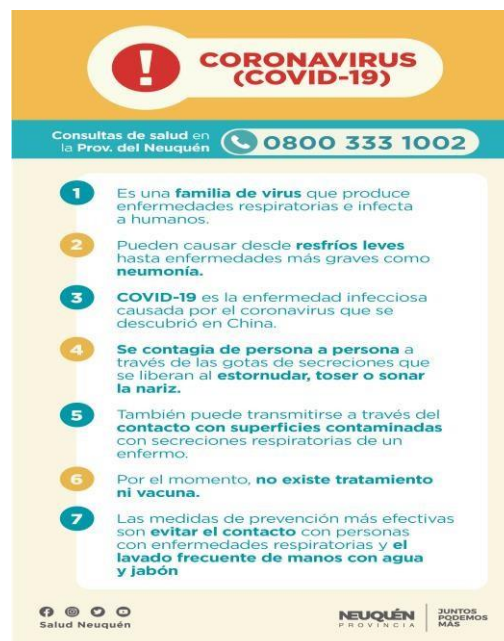 CORONAVIRUS
(COVID-19)
Consultas de salud en
la Prov. del Neuquén
0800 333 1002
1 Es una familia de virus que produce
enfermedades respiratorias e infecta
a humanos.
2 Pueden causar desde resfríos leves
hasta enfermedades más graves como
neumonía.
3 COVID-19 es la enfermedad infecciosa
causada por el coronavirus que se
descubrió en China.
4 Se contagia de persona a persona a
través de las gotas de secreciones que
se liberan al estornudar, toser o sonar
la nariz.
5 También puede transmitirse a través del
contacto con superficies contaminadas
con secreciones respiratorias de un
enfermo.
6 Por el momento, no existe tratamiento
ni vacuna.
7 Las medidas de prevención más efectivas
son evitar el contacto con personas
con enfermedades respiratorias y el
lavado frecuente de manos con agua
y jabón
Salud Neuquén
NEUQUÉN
PROVINCIA
JUNTOS
PODEMOS
MÁS